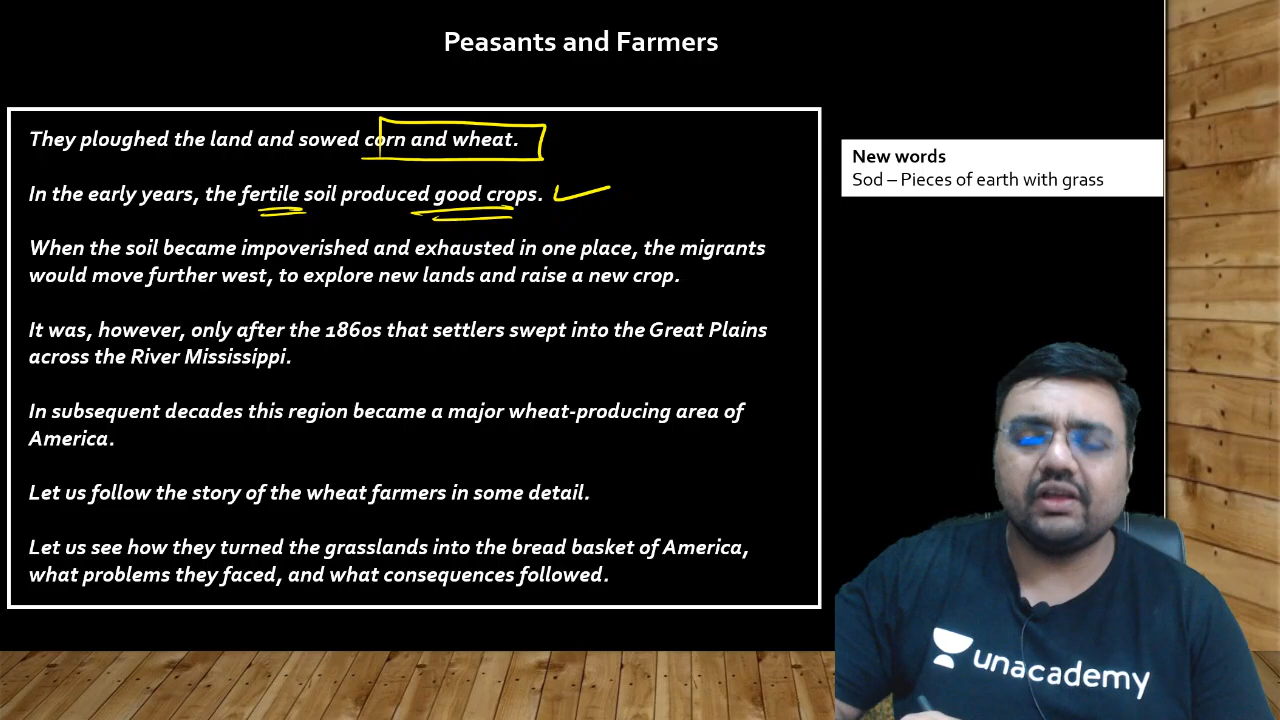 Peasants and Farmers
They ploughed the land and sowed corn and wheat.
In the early years, the fertile soil produced good crops.
When the soil became impoverished and exhausted in one place, the migrants
would move further west, to explore new lands and raise a new crop.
It was, however, only after the 1860s that settlers swept into the Great Plains
across the River Mississippi.
In subsequent decades this region became a major wheat-producing area of
America.
Let us follow the story of the wheat farmers in some detail.
Let us see how they turned the grasslands into the bread basket of America,
what problems they faced, and what consequences followed.
New words
Sod – Pieces of earth with grass
unacademy